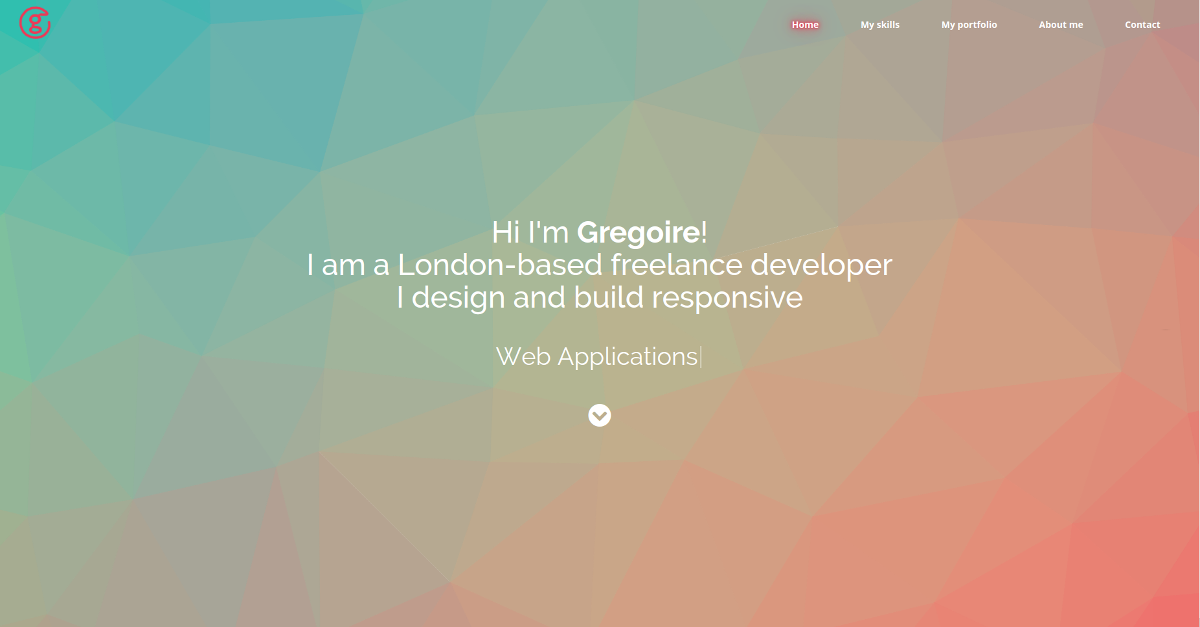 g
Home My skills My portfolio About me Contact
Hi I'm Gregoire!
I am a London-based freelance developer
I design and build responsive
Web Applications